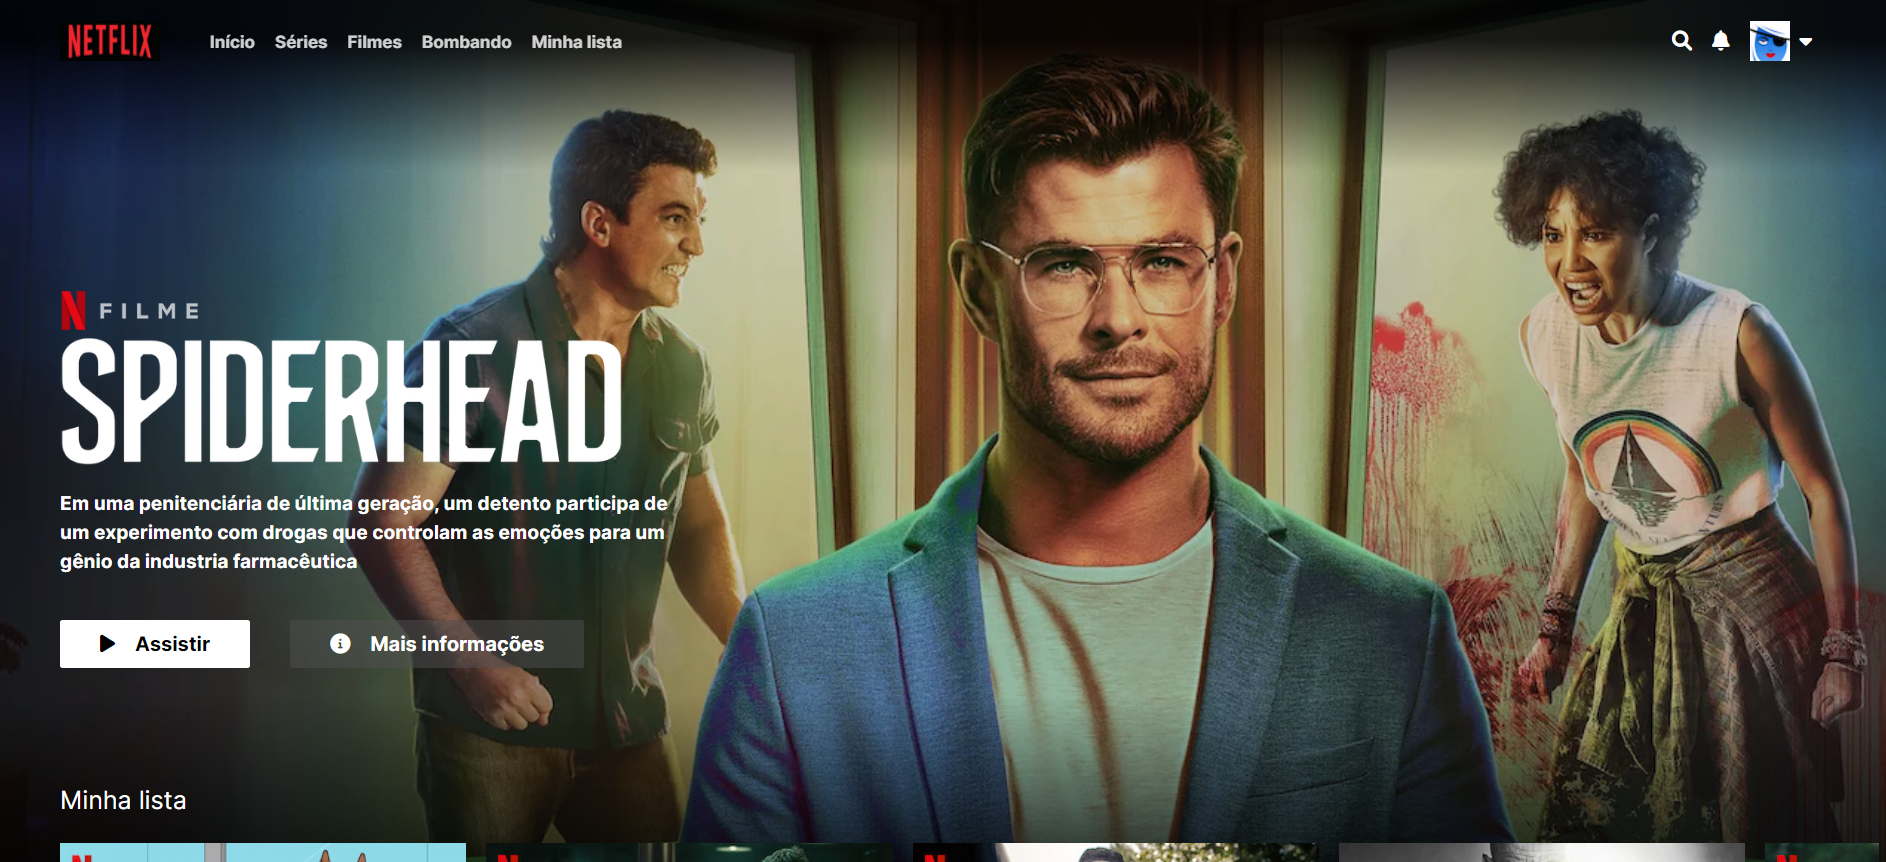 NETFLIX
Início Séries Filmes Bombando Minha lista
N FILME
SPIDERHEAD
Em uma penitenciária de última geração, um detento participa de
um experimento com drogas que controlam as emoções para um
gênio da industria farmacêutica
Assistir
Mais informações
Minha lista